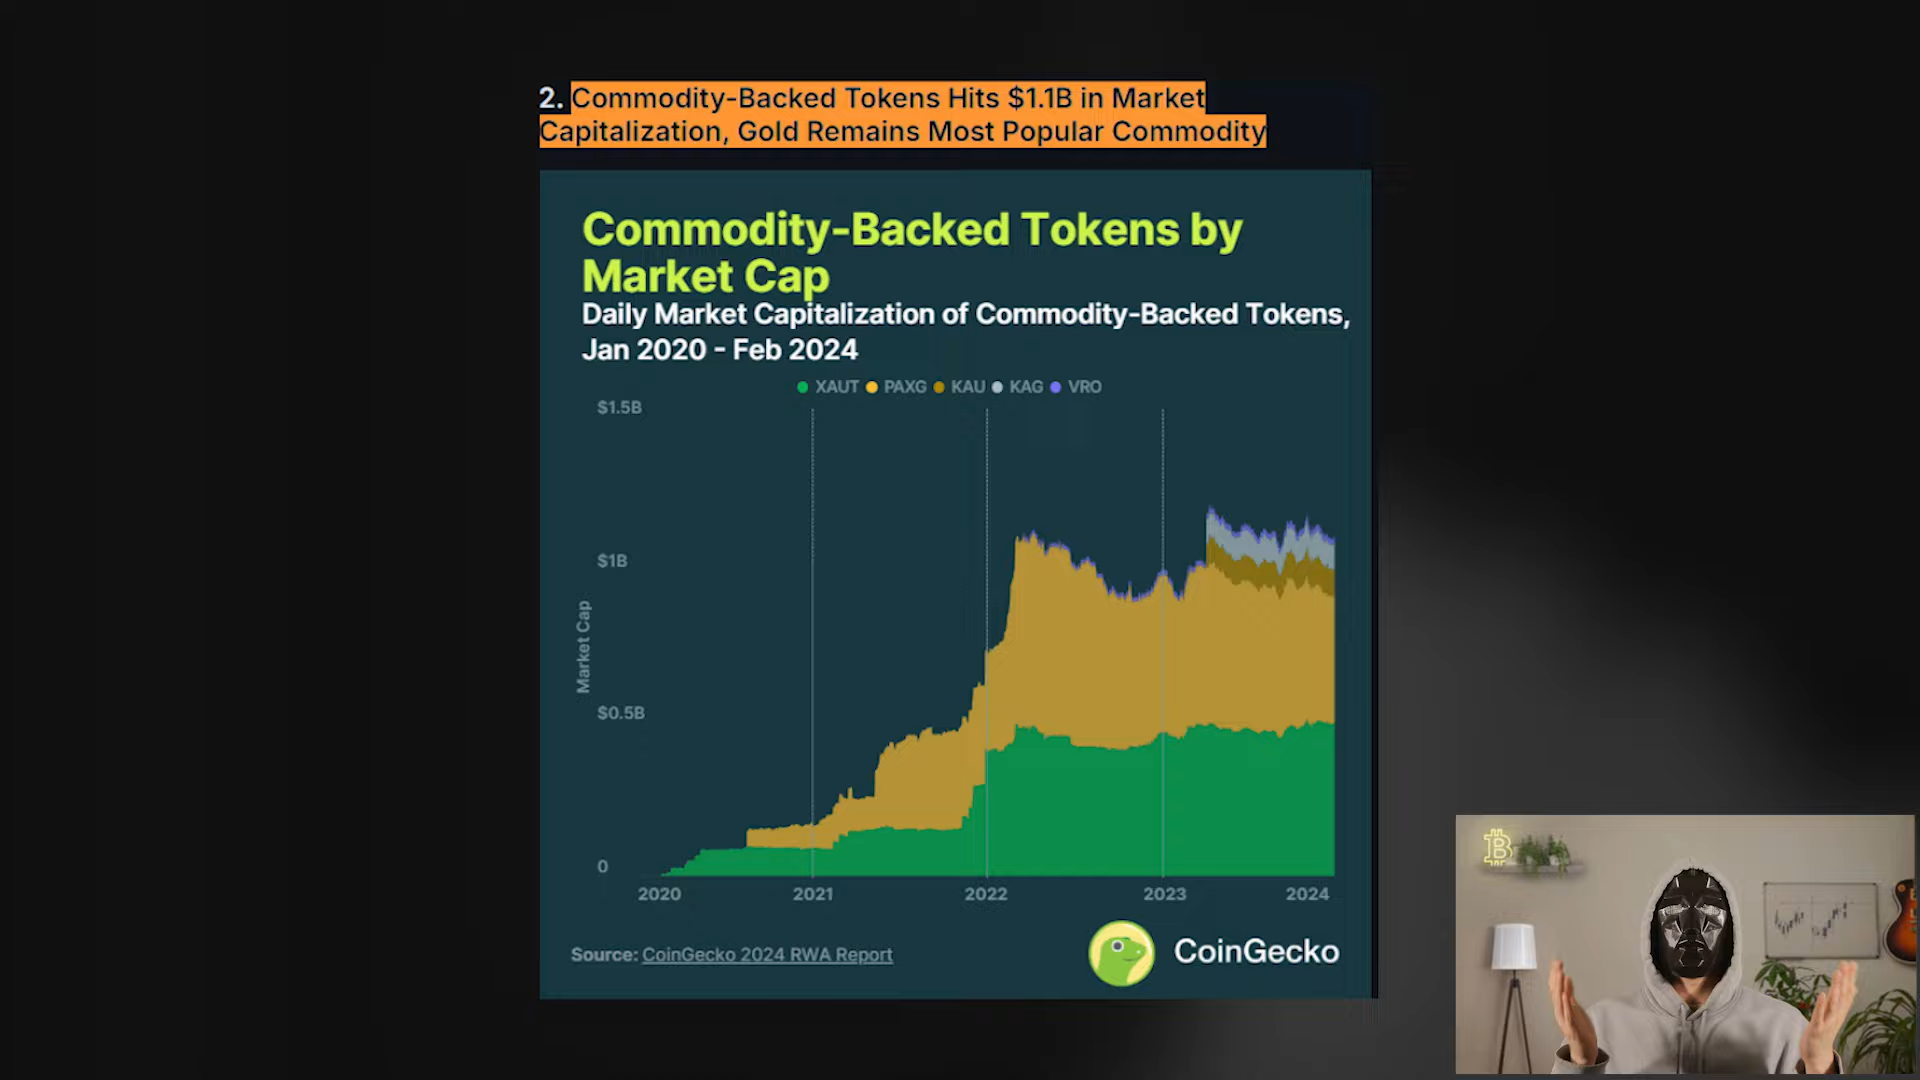 2. Commodity-Backed Tokens Hits $1.1B in Market
Capitalization, Gold Remains Most Popular Commodity
Commodity-Backed Tokens by
Market Cap
Daily Market Capitalization of Commodity-Backed Tokens,
Jan 2020 - Feb 2024
XAUT PAXG KAU KAG VRO
$1.5B
$1B
$0.5B
0
Market Cap
2020 2021 2022 2023 2024
Source: CoinGecko 2024 RWA Report
CoinGecko